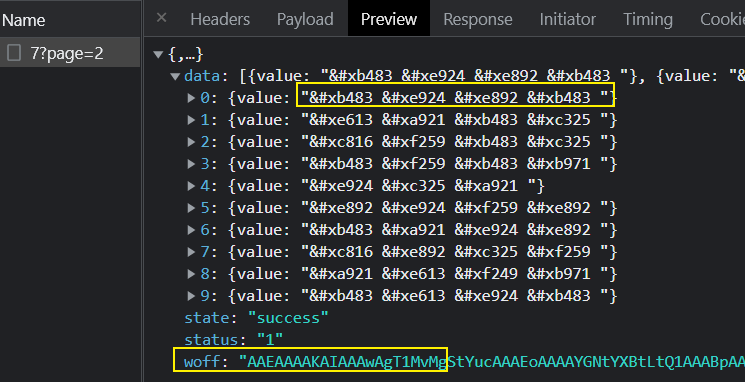 Name
Headers Payload Preview Response Initiator Timing Cookie
7?page=2
{,…}
data: [{value: "&#xb483 &#xe924 &#xe892 &#xb483 "}, {value: "&
0: {value: "&#xb483 &#xe924 &#xe892 &#xb483 "}
1: {value: "&#xe613 &#xa921 &#xb483 &#xc325 "}
2: {value: "&#xc816 &#xf259 &#xb483 &#xc325 "}
3: {value: "&#xb483 &#xf259 &#xb483 &#xb971 "}
4: {value: "&#xe924 &#xc325 &#xa921 "}
5: {value: "&#xe892 &#xe924 &#xf259 &#xe892 "}
6: {value: "&#xb483 &#xa921 &#xe924 &#xe892 "}
7: {value: "&#xc816 &#xe892 &#xc325 &#xf259 "}
8: {value: "&#xa921 &#xe613 &#xf249 &#xb971 "}
9: {value: "&#xb483 &#xe613 &#xe924 &#xb483 "}
state: "success"
status: "1"
woff: "AAEAAAAKAIAAAwAgT1MvMgStYucAAAEoAAAAYGNtYXBtLtQ1AAABpAA